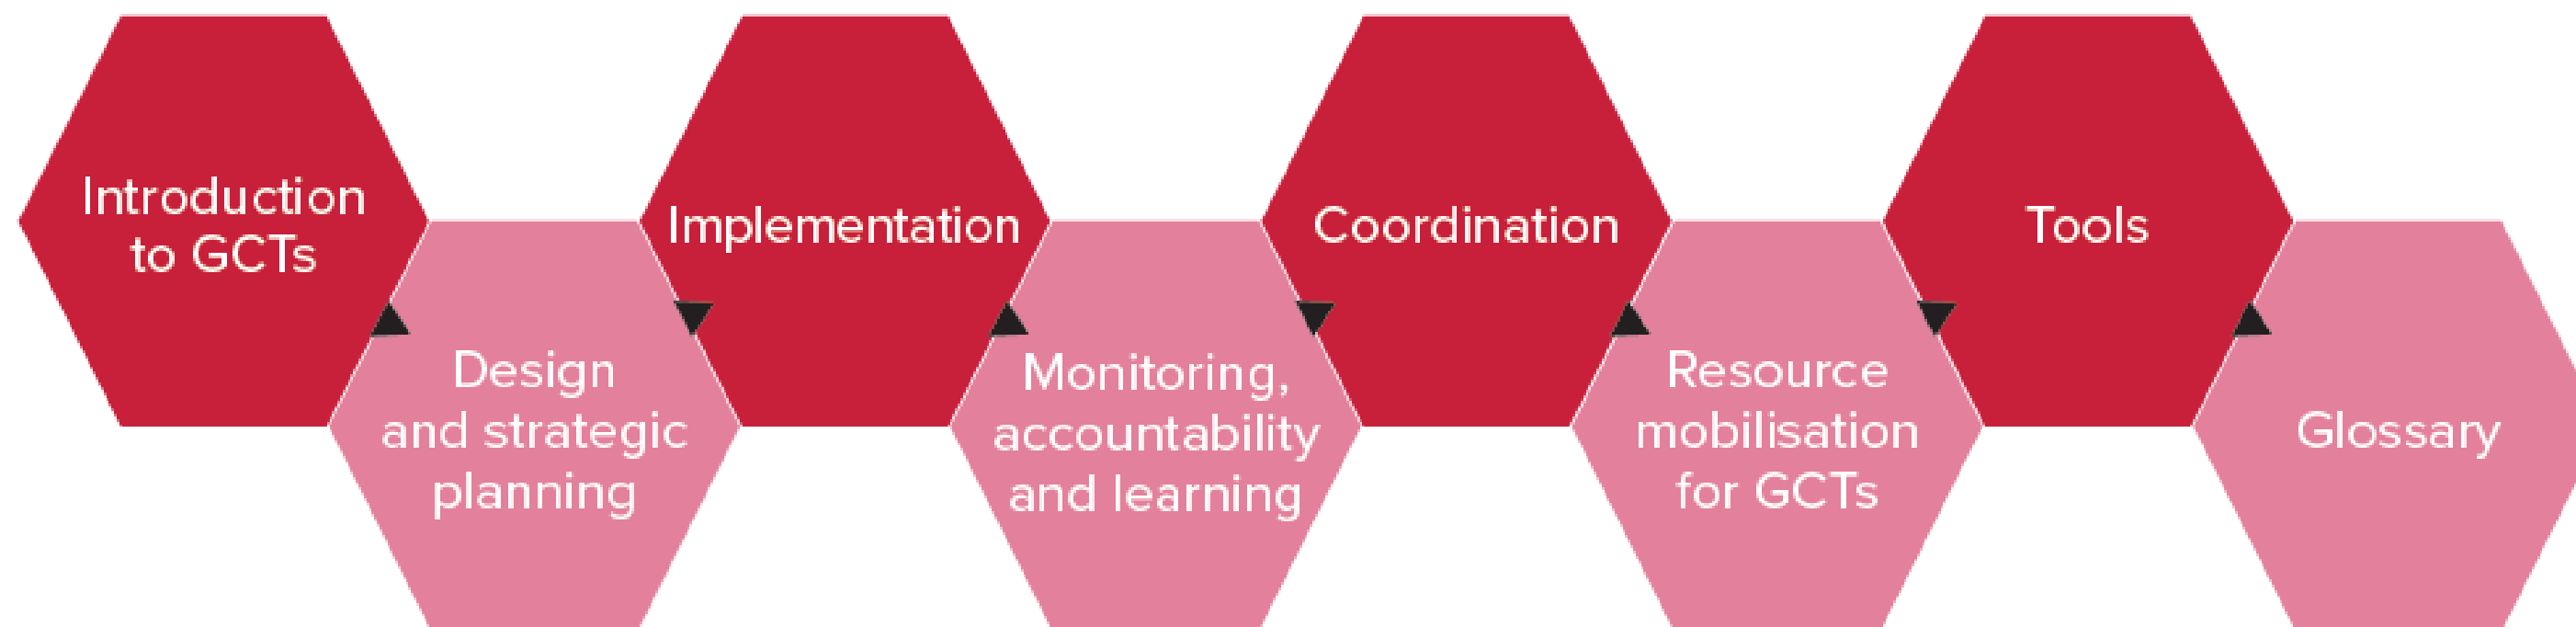 Introduction
to GCTs
Design
and strategic
planning
Implementation
Monitoring,
accountability
and learning
Coordination
Resource
mobilisation
for GCTs
Tools
Glossary